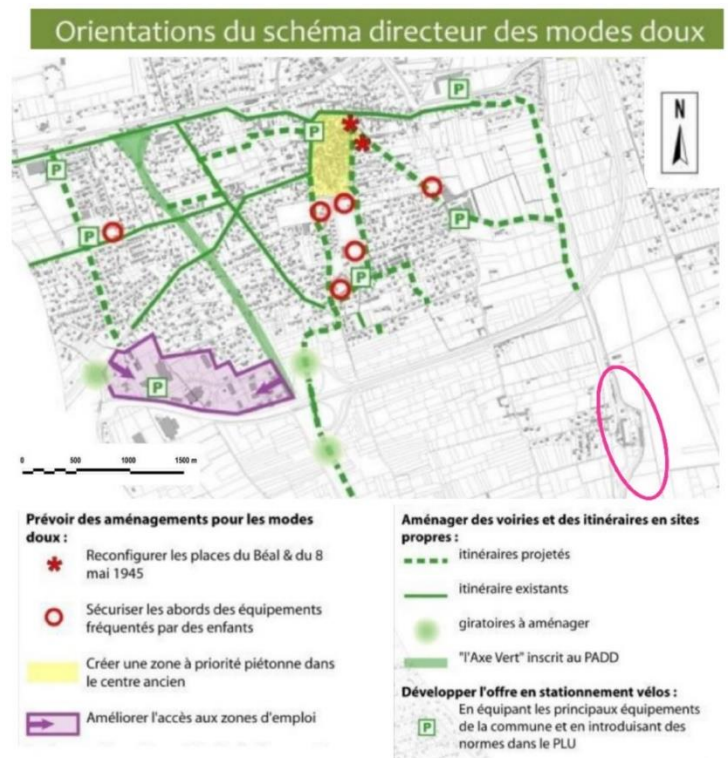 Orientations du schéma directeur des modes doux
N
P
P
P
P
P
P
P
0 500 1000 1500 m
Prévoir des aménagements pour les modes
doux :
Reconfigurer les places du Béal & du 8
mai 1945
Sécuriser les abords des équipements
fréquentés par des enfants
Créer une zone à priorité piétonne dans
le centre ancien
Améliorer l'accès aux zones d'emploi
Aménager des voiries et des itinéraires en sites
propres :
itinéraires projetés
itinéraire existants
giratoires à aménager
"l'Axe Vert" inscrit au PADD
Développer l'offre en stationnement vélos :
P
En équipant les principaux équipements
de la commune et en introduisant des
normes dans le PLU